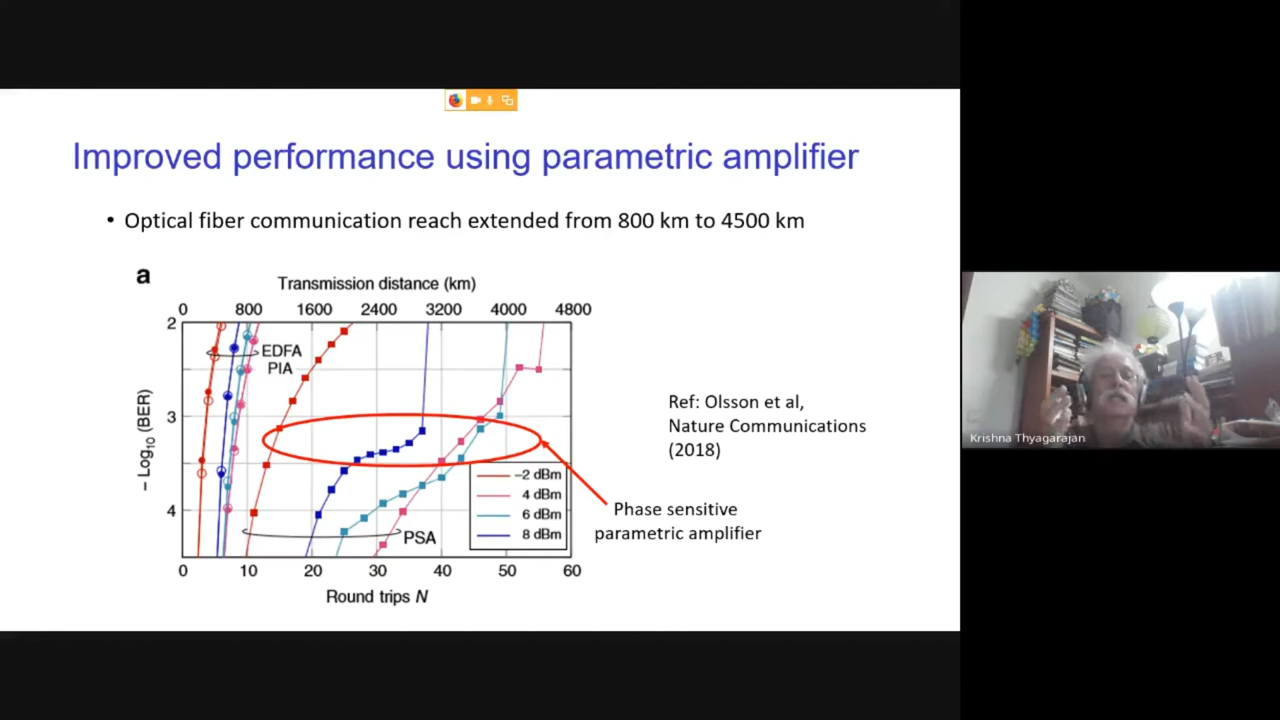 Improved performance using parametric amplifier
• Optical fiber communication reach extended from 800 km to 4500 km
a
Transmission distance (km)
0 800 1600 2400 3200 4000 4800
2
EDFA
PIA
3
– Log10 (BER)
4
–2 dBm
4 dBm
6 dBm
8 dBm
PSA
0 10 20 30 40 50 60
Round trips N
Ref: Olsson et al,
Nature Communications
(2018)
Phase sensitive
parametric amplifier
Krishna Thyagarajan